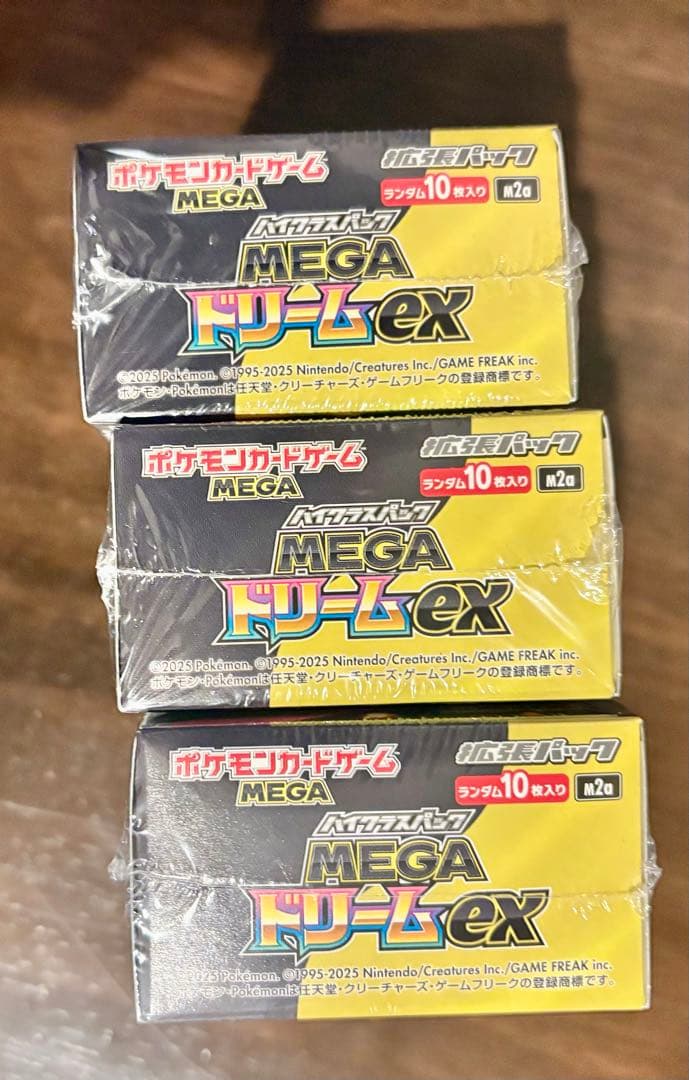 ポケモンカードゲーム
MEGA
拡張パック
ランダム10枚入り M2a
ハイクラスパック
MEGA
ドリームex
©2025 Pokémon. ©1995-2025 Nintendo/Creatures Inc./GAME FREAK inc.
ポケモン・Pokémonは任天堂・クリーチャーズ・ゲームフリークの登録商標です。
ポケモンカードゲーム
MEGA
拡張パック
ランダム10枚入り M2a
ハイクラスパック
MEGA
ドリームex
©2025 Pokémon. ©1995-2025 Nintendo/Creatures Inc./GAME FREAK inc.
ポケモン・Pokémonは任天堂・クリーチャーズ・ゲームフリークの登録商標です。
ポケモンカードゲーム
MEGA
拡張パック
ランダム10枚入り M2a
ハイクラスパック
MEGA
ドリームex
©2025 Pokémon. ©1995-2025 Nintendo/Creatures Inc./GAME FREAK inc.
ポケモン・Pokémonは任天堂・クリーチャーズ・ゲームフリークの登録商標です。